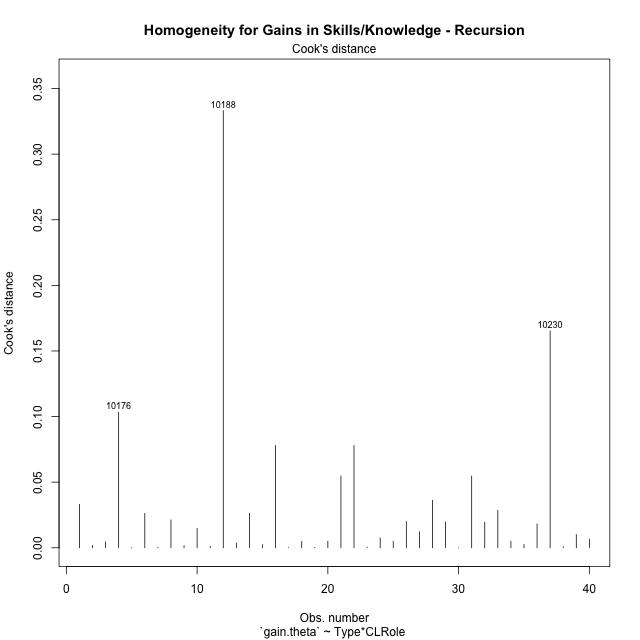 Homogeneity for Gains in Skills/Knowledge - Recursion
Cook's distance
0.35
10188
0.30
0.25
0.20
Cook's distance
10230
0.15
10176
0.10
0.05
0.00
0 10 20 30 40
Obs. number
`gain.theta` ~ Type*CLRole